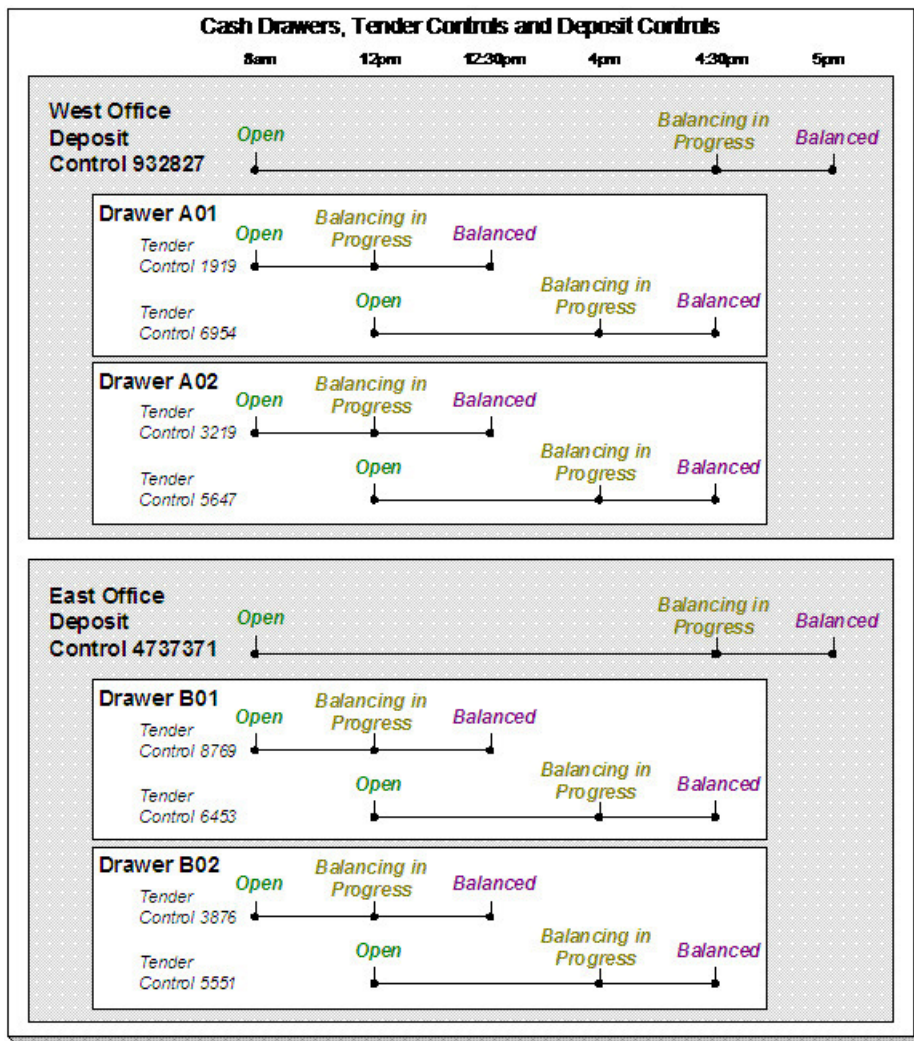 Cash Drawers, Tender Controls and Deposit Controls
8am 12pm 12:30pm 4pm 4:30pm 5pm
West Office
Deposit
Control 932827
Open
Balancing in
Progress
Balanced
Drawer A01
Tender
Control 1919
Open
Balancing in
Progress
Balanced
Tender
Control 6954
Open
Balancing in
Progress
Balanced
Drawer A02
Tender
Control 3219
Open
Balancing in
Progress
Balanced
Tender
Control 5647
Open
Balancing in
Progress
Balanced
East Office
Deposit
Control 4737371
Open
Balancing in
Progress
Balanced
Drawer B01
Tender
Control 8769
Open
Balancing in
Progress
Balanced
Tender
Control 6453
Open
Balancing in
Progress
Balanced
Drawer B02
Tender
Control 3876
Open
Balancing in
Progress
Balanced
Tender
Control 5551
Open
Balancing in
Progress
Balanced